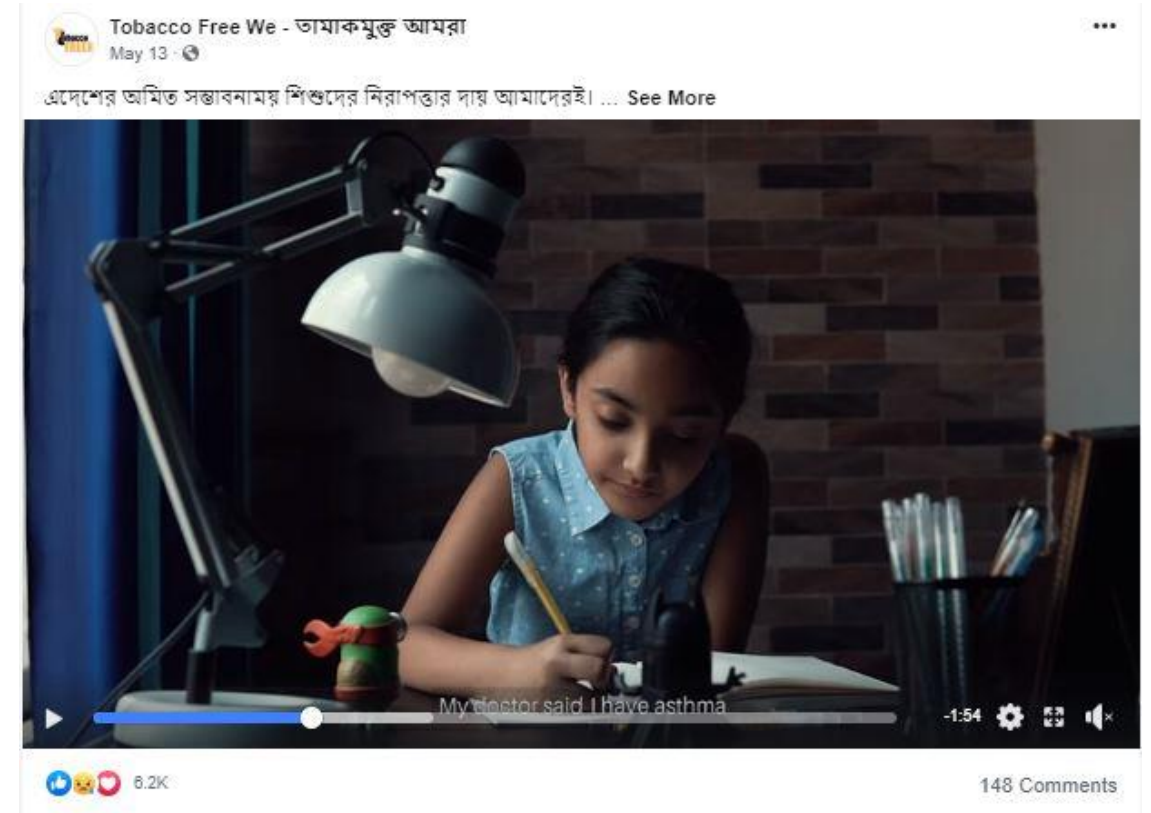 Tobacco Free We - তামাকমুক্ত আমরা
May 13
এদেশের অমিত সম্ভাবনাময় শিশুদের নিরাপত্তার দায় আমাদেরই। ... See More
My doctor said I have asthma
-1:54
6.2K
148 Comments